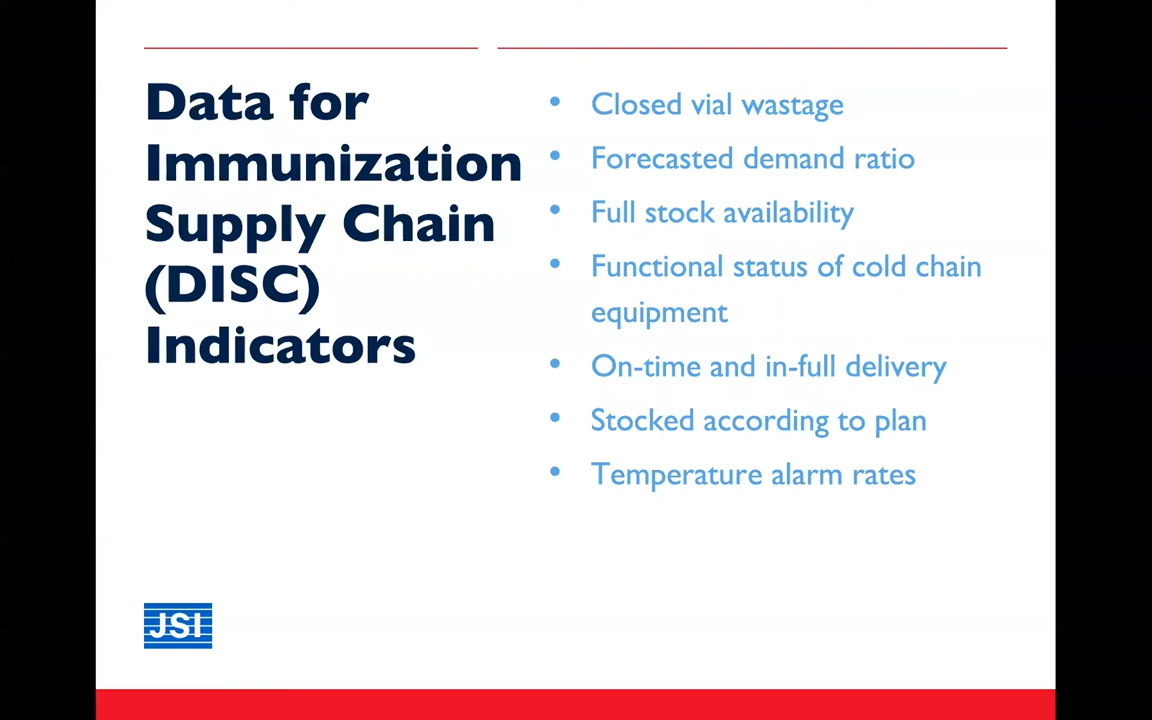 Data for
Immunization
Supply Chain
(DISC)
Indicators
• Closed vial wastage
• Forecasted demand ratio
• Full stock availability
• Functional status of cold chain
equipment
• On-time and in-full delivery
• Stocked according to plan
• Temperature alarm rates
JSI